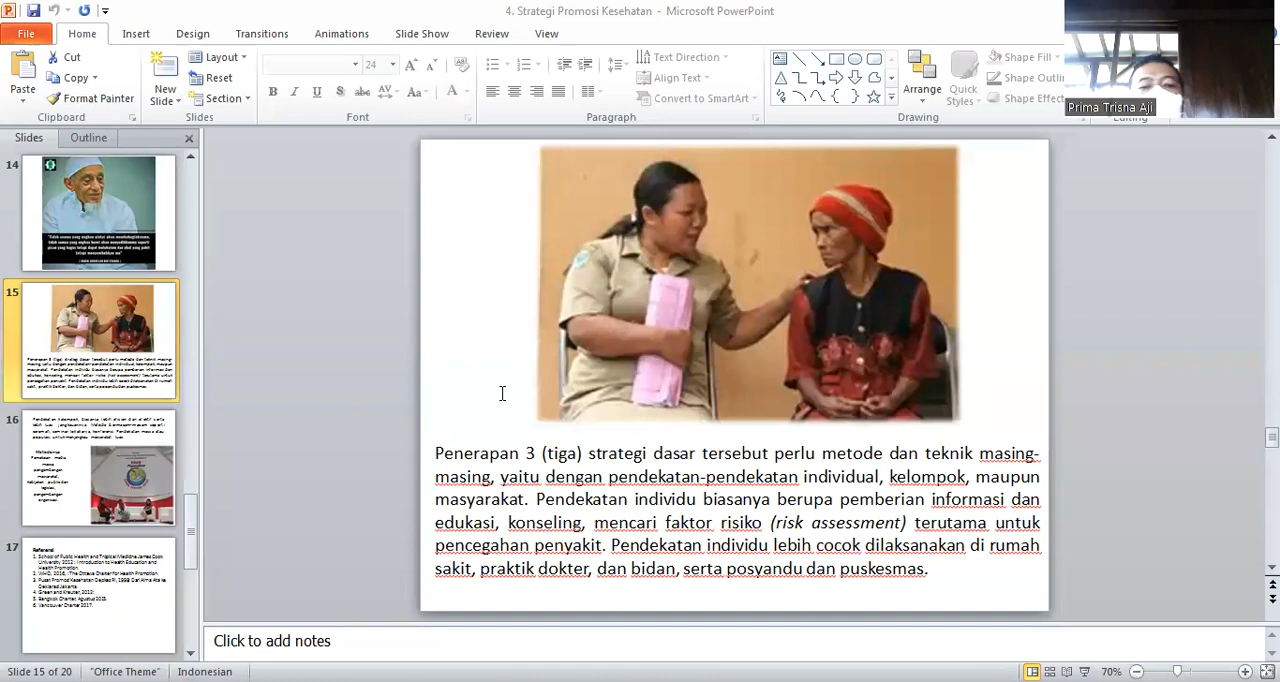 4. Strategi Promosi Kesehatan - Microsoft PowerPoint
File Home Insert Design Transitions Animations Slide Show Review View
Prima Trisna Aji
Paste
Cut
Copy
Format Painter
Clipboard
New Slide
Layout
Reset
Section
Slides
24
Font
Text Direction
Align Text
Convert to SmartArt
Paragraph
Arrange
Quick Styles
Shape Fill
Shape Outlin
Shape Effect
Drawing
Editing
Slides Outline
14
15
16
17
Referensi
Penerapan 3 (tiga) strategi dasar tersebut perlu metode dan teknik masing-
masing, yaitu dengan pendekatan-pendekatan individual, kelompok, maupun
masyarakat. Pendekatan individu biasaya brupa pemberian informasi dan
edukasi, konseling, mencari faktor risiko (risk assessment) terutama untuk
pencegahan penyakit. Pendekatan individu lebih cocok dilaksanakan di rumah
sakit, praktik dokter, dan bidan, serta posyandu dan puskesmas.
Click to add notes
Slide 15 of 20 "Office Theme" Indonesian 70%